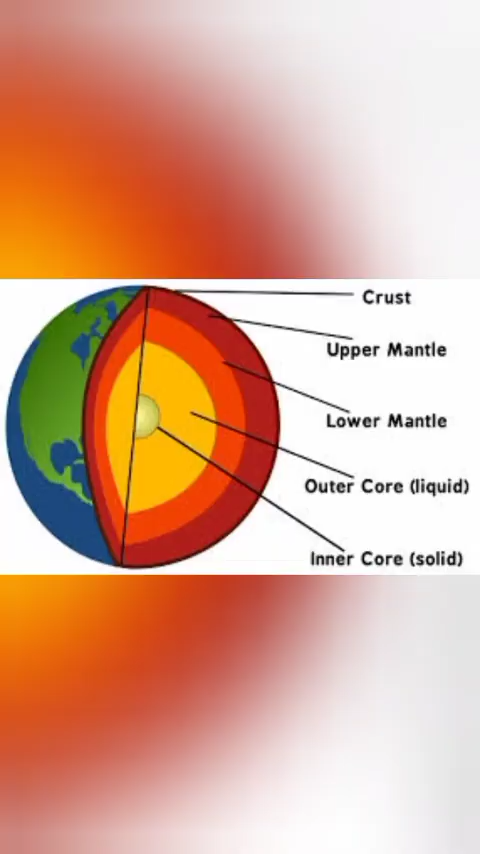 Crust
Upper Mantle
Lower Mantle
Outer Core (liquid)
Inner Core (solid)